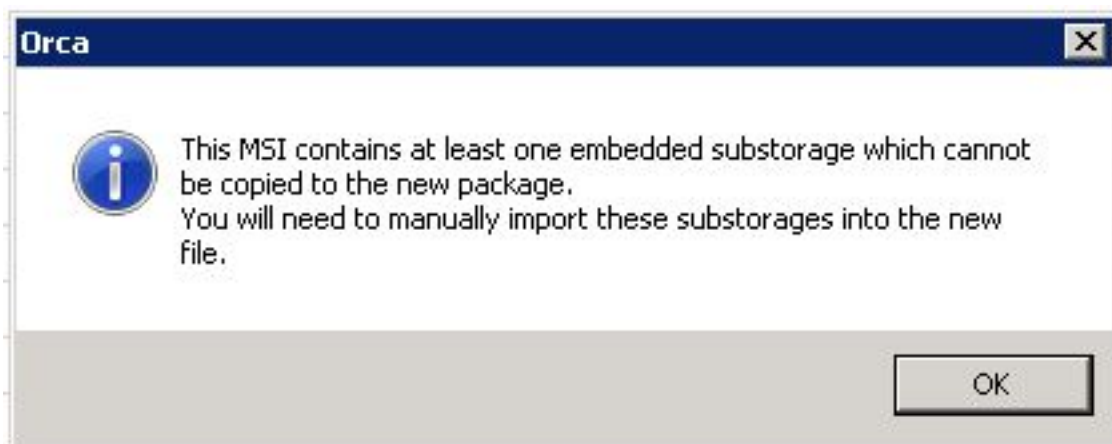 Orca
This MSI contains at least one embedded substorage which cannot
be copied to the new package.
You will need to manually import these substorages into the new
file.
OK